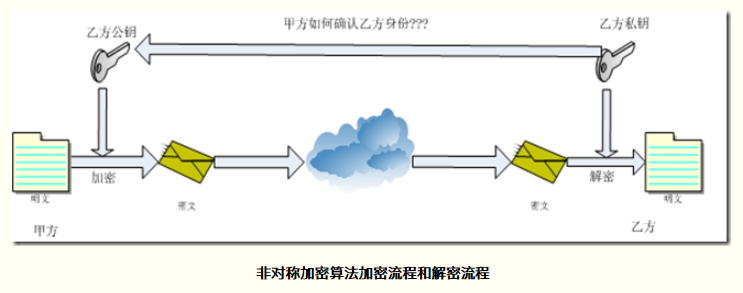 甲方如何确认乙方身份???
乙方公钥
乙方私钥
加密
解密
明文
密文
密文
明文
甲方
乙方
非对称加密算法加密流程和解密流程